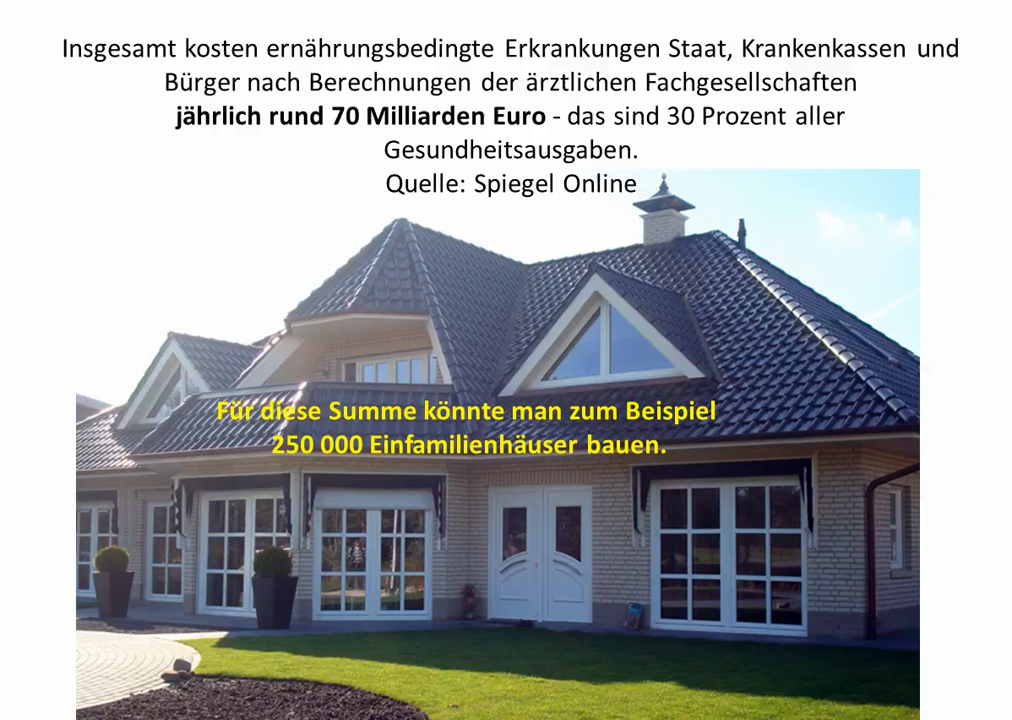 Insgesamt kosten ernährungsbedingte Erkrankungen Staat, Krankenkassen und
Bürger nach Berechnungen der ärztlichen Fachgesellschaften
jährlich rund 70 Milliarden Euro - das sind 30 Prozent aller
Gesundheitsausgaben.
Quelle: Spiegel Online
Für diese Summe könnte man zum Beispiel
250 000 Einfamilienhäuser bauen.